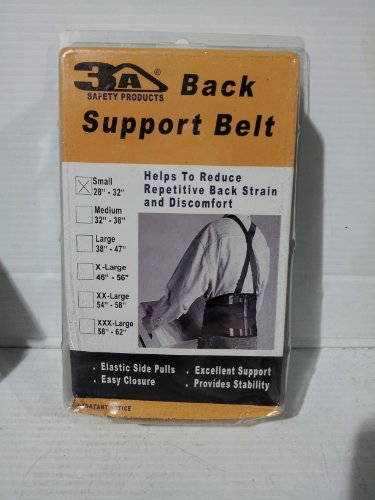 3A®
SAFETY PRODUCTS
Back
Support Belt
Helps To Reduce
Repetitive Back Strain
and Discomfort
Small
28" - 32"
Medium
32" - 38"
Large
38" - 47"
X-Large
46" - 56"
XX-Large
54" - 58"
XXX-Large
58" - 62"
. Elastic Side Pulls
. Easy Closure
. Excellent Support
. Provides Stability
NOTICE